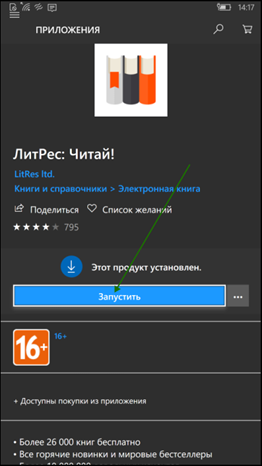 14:17
ПРИЛОЖЕНИЯ
ЛитРес: Читай!
LitRes ltd.
Книги и справочники > Электронная книга
Поделиться Список желаний
795
Этот продукт установлен.
Запустить
16+ 16+
+ Доступны покупки из приложения
• Более 26 000 книг бесплатно
• Все горячие новинки и мировые бестселлеры